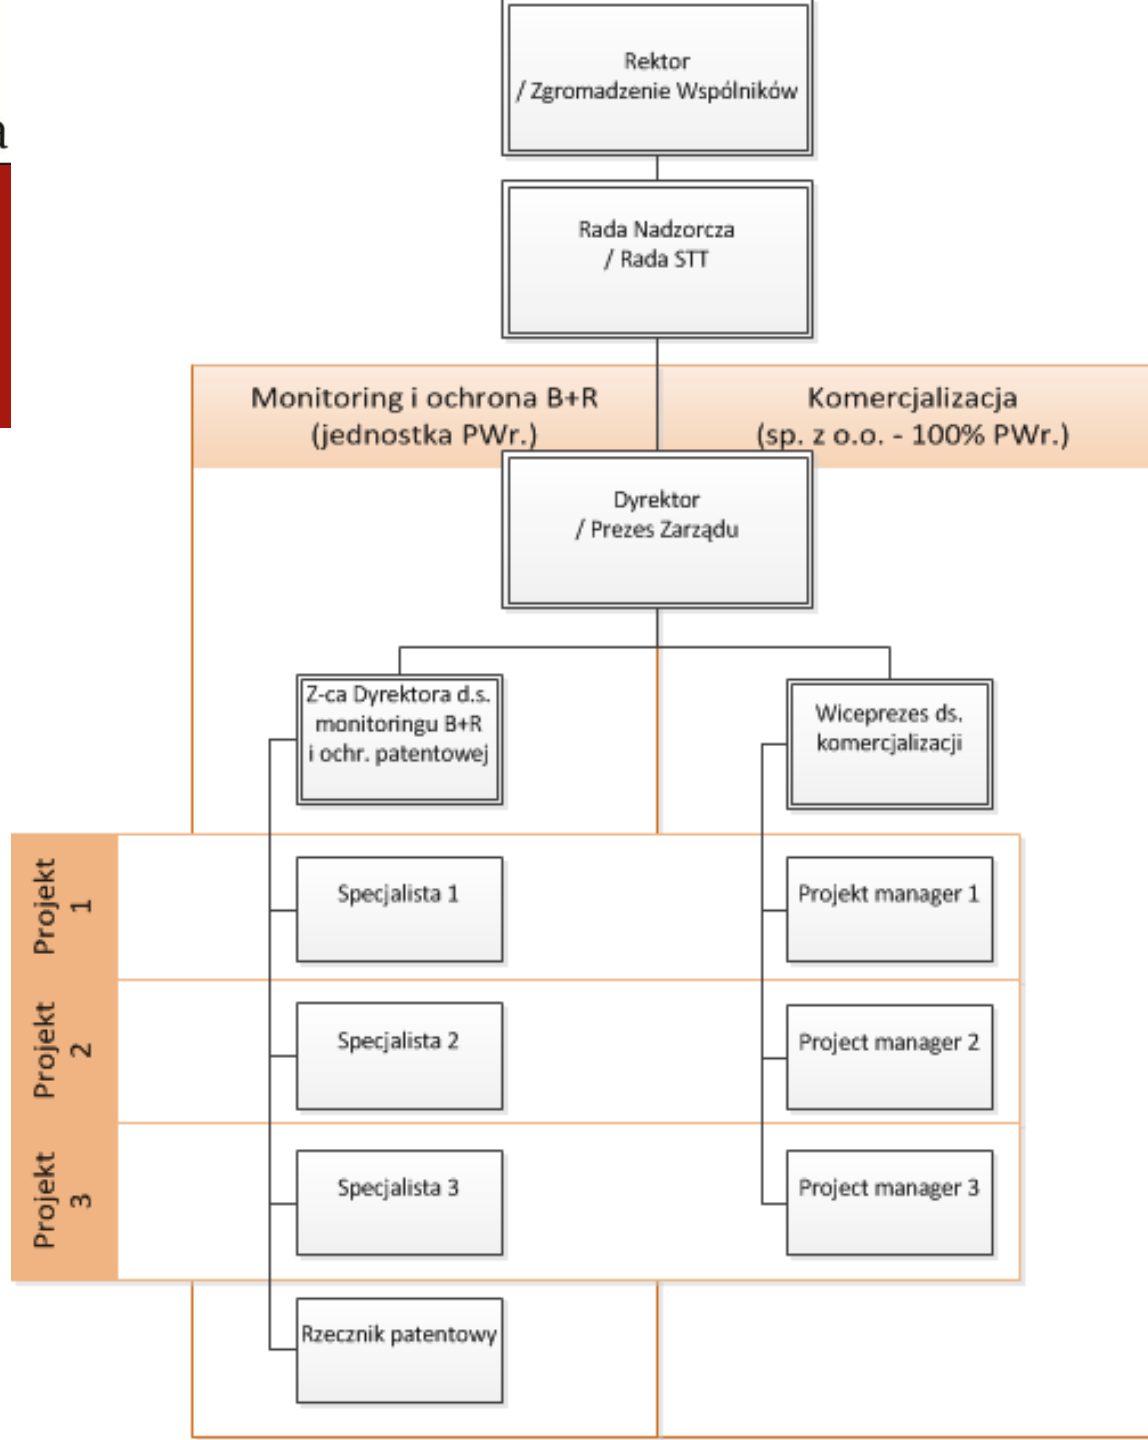 a
Rektor
/ Zgromadzenie Wspólników
Rada Nadzorcza
/ Rada STT
Monitoring i ochrona B+R
(jednostka PWr.)
Komercjalizacja
(sp. z o.o. - 100% PWr.)
Dyrektor
/ Prezes Zarządu
Z-ca Dyrektora d.s.
monitoringu B+R
i ochr. patentowej
Wiceprezes ds.
komercjalizacji
Projekt
1
Specjalista 1
Projekt manager 1
Projekt
2
Specjalista 2
Project manager 2
Projekt
3
Specjalista 3
Project manager 3
Rzecznik patentowy